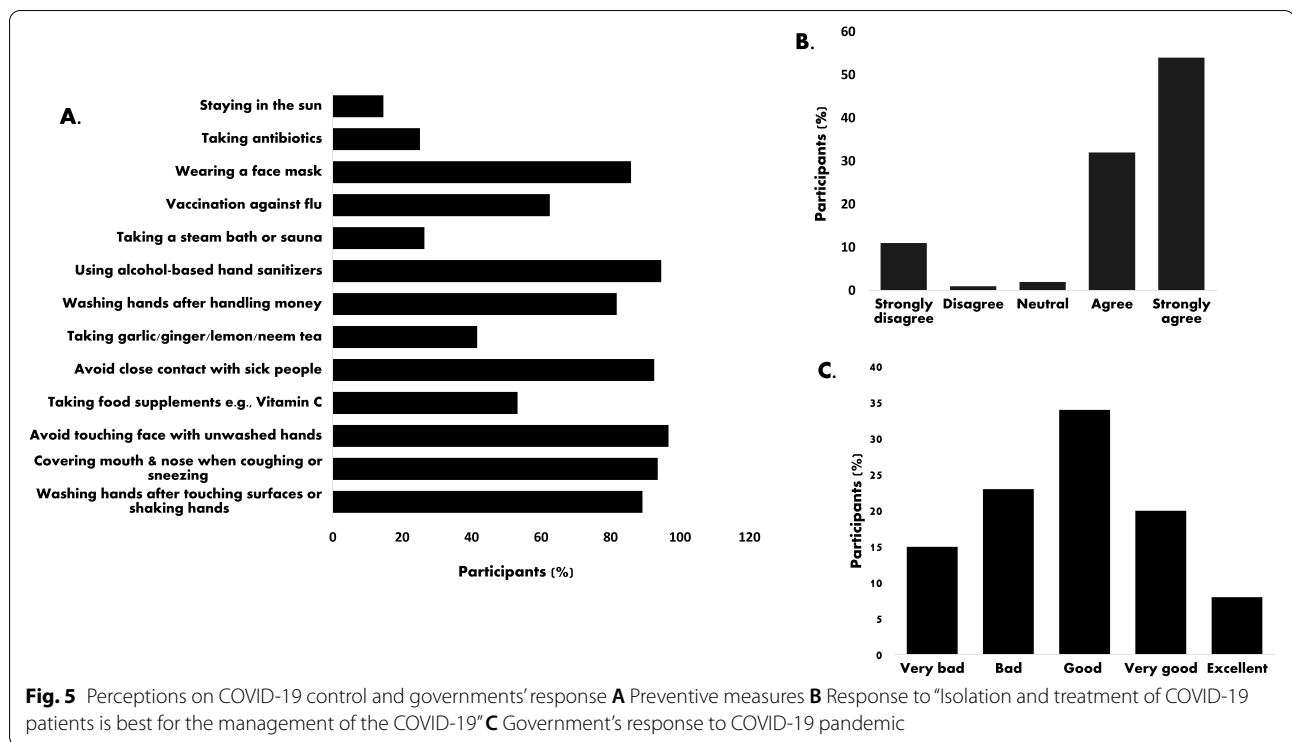 A.
Staying in the sun
Taking antibiotics
Wearing a face mask
Vaccination against flu
Taking a steam bath or sauna
Using alcohol-based hand sanitizers
Washing hands after handling money
Taking garlic/ginger/lemon/neem tea
Avoid close contact with sick people
Taking food supplements e.g., Vitamin C
Avoid touching face with unwashed hands
Covering mouth & nose when coughing or
sneezing
Washing hands after touching surfaces or
shaking hands
0 20 40 60 80 100 120
Participants (%)
B.
Participants (%)
60
50
40
30
20
10
0
Strongly disagree Disagree Neutral Agree Strongly agree
C.
Participants (%)
40
35
30
25
20
15
10
5
0
Very bad Bad Good Very good Excellent
Fig. 5 Perceptions on COVID-19 control and governments' response A Preventive measures B Response to "Isolation and treatment of COVID-19
patients is best for the management of the COVID-19" C Government's response to COVID-19 pandemic